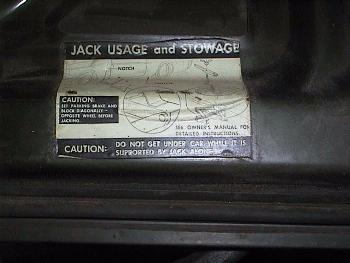 JACK USAGE and STOWAGE
NOTCH
CAUTION:
SET PARKING BRAKE AND
BLOCK DIAGONALLY -
OPPOSITE WHEEL BEFORE
JACKING.
SEE OWNER'S MANUAL FOR
DETAILED INSTRUCTIONS.
CAUTION: DO NOT GET UNDER CAR WHILE IT IS
SUPPORTED BY JACK ALONE